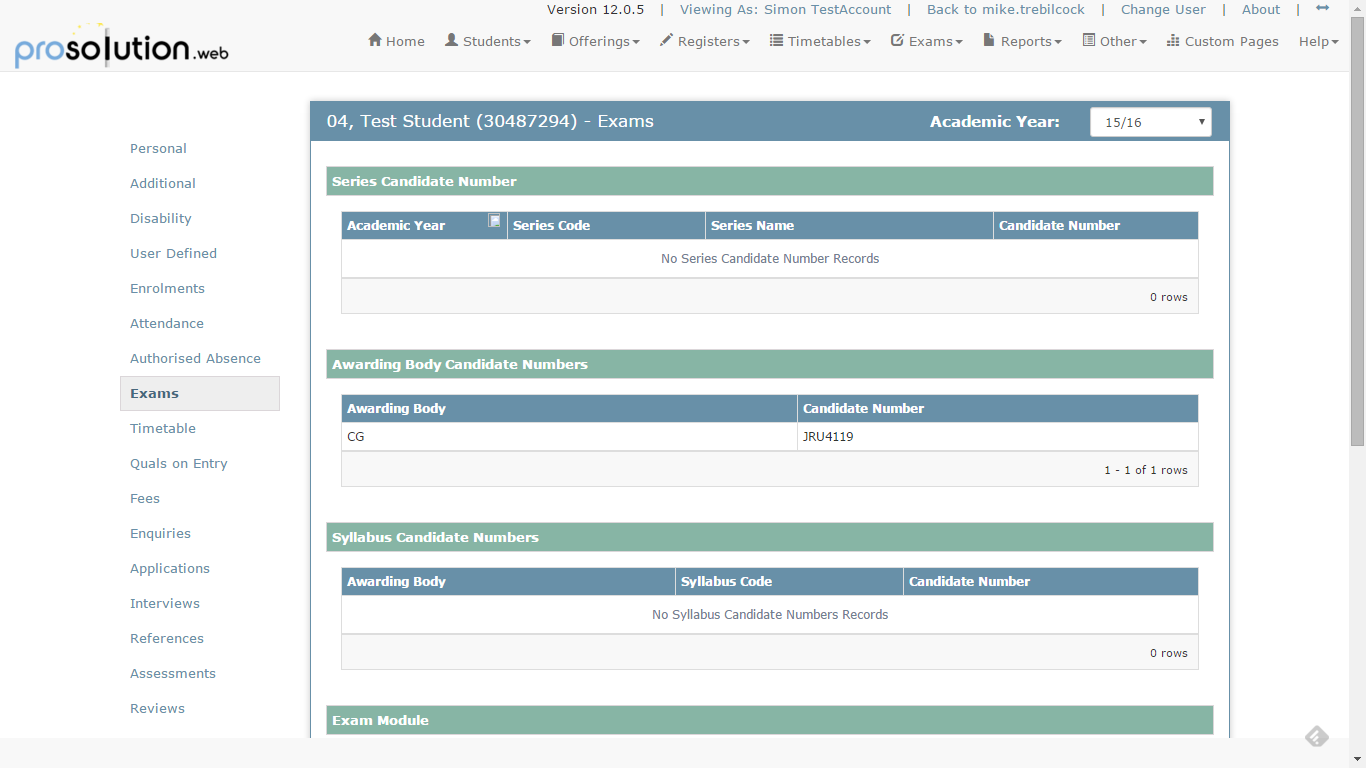 Version 12.0.5 | Viewing As: Simon TestAccount | Back to mike.trebilcock | Change User | About |
prosolution.web
Home Students Offerings Registers Timetables Exams Reports Other Custom Pages Help
04, Test Student (30487294) - Exams Academic Year: 15/16
Personal
Additional
Disability
User Defined
Enrolments
Attendance
Authorised Absence
Exams
Timetable
Quals on Entry
Fees
Enquiries
Applications
Interviews
References
Assessments
Reviews
Series Candidate Number
Academic Year Series Code Series Name Candidate Number
No Series Candidate Number Records
0 rows
Awarding Body Candidate Numbers
Awarding Body Candidate Number
CG JRU4119
1 - 1 of 1 rows
Syllabus Candidate Numbers
Awarding Body Syllabus Code Candidate Number
No Syllabus Candidate Numbers Records
0 rows
Exam Module